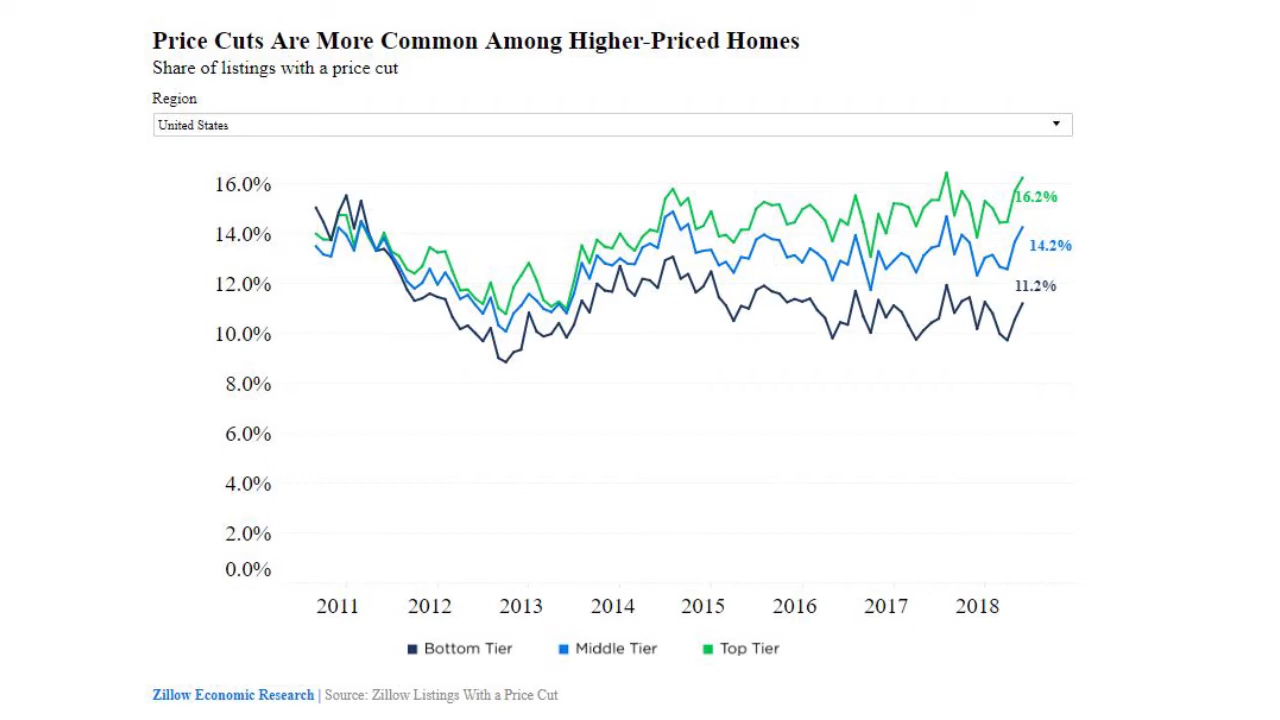 Price Cuts Are More Common Among Higher-Priced Homes
Share of listings with a price cut
Region
United States
16.0%
14.0%
12.0%
10.0%
8.0%
6.0%
4.0%
2.0%
0.0%
16.2%
14.2%
11.2%
2011 2012 2013 2014 2015 2016 2017 2018
Bottom Tier Middle Tier Top Tier
Zillow Economic Research | Source: Zillow Listings With a Price Cut